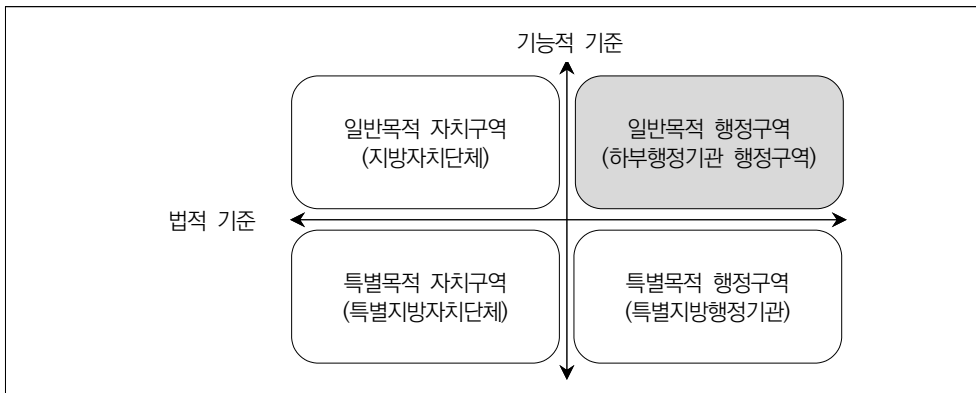 기능적 기준
일반목적 자치구역
(지방자치단체)
일반목적 행정구역
(하부행정기관 행정구역)
법적 기준
특별목적 자치구역
(특별지방자치단체)
특별목적 행정구역
(특별지방행정기관)